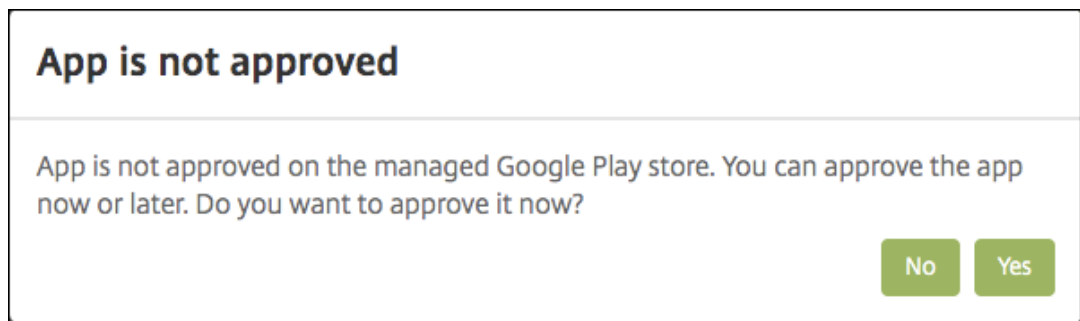 App is not approved
App is not approved on the managed Google Play store. You can approve the app
now or later. Do you want to approve it now?
No Yes